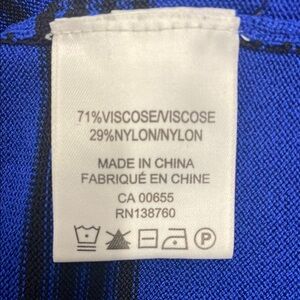 71%VISCOSE/VISCOSE
29%NYLON/NYLON
MADE IN CHINA
FABRIQUÉ EN CHINE
CA 00655
RN138760
P